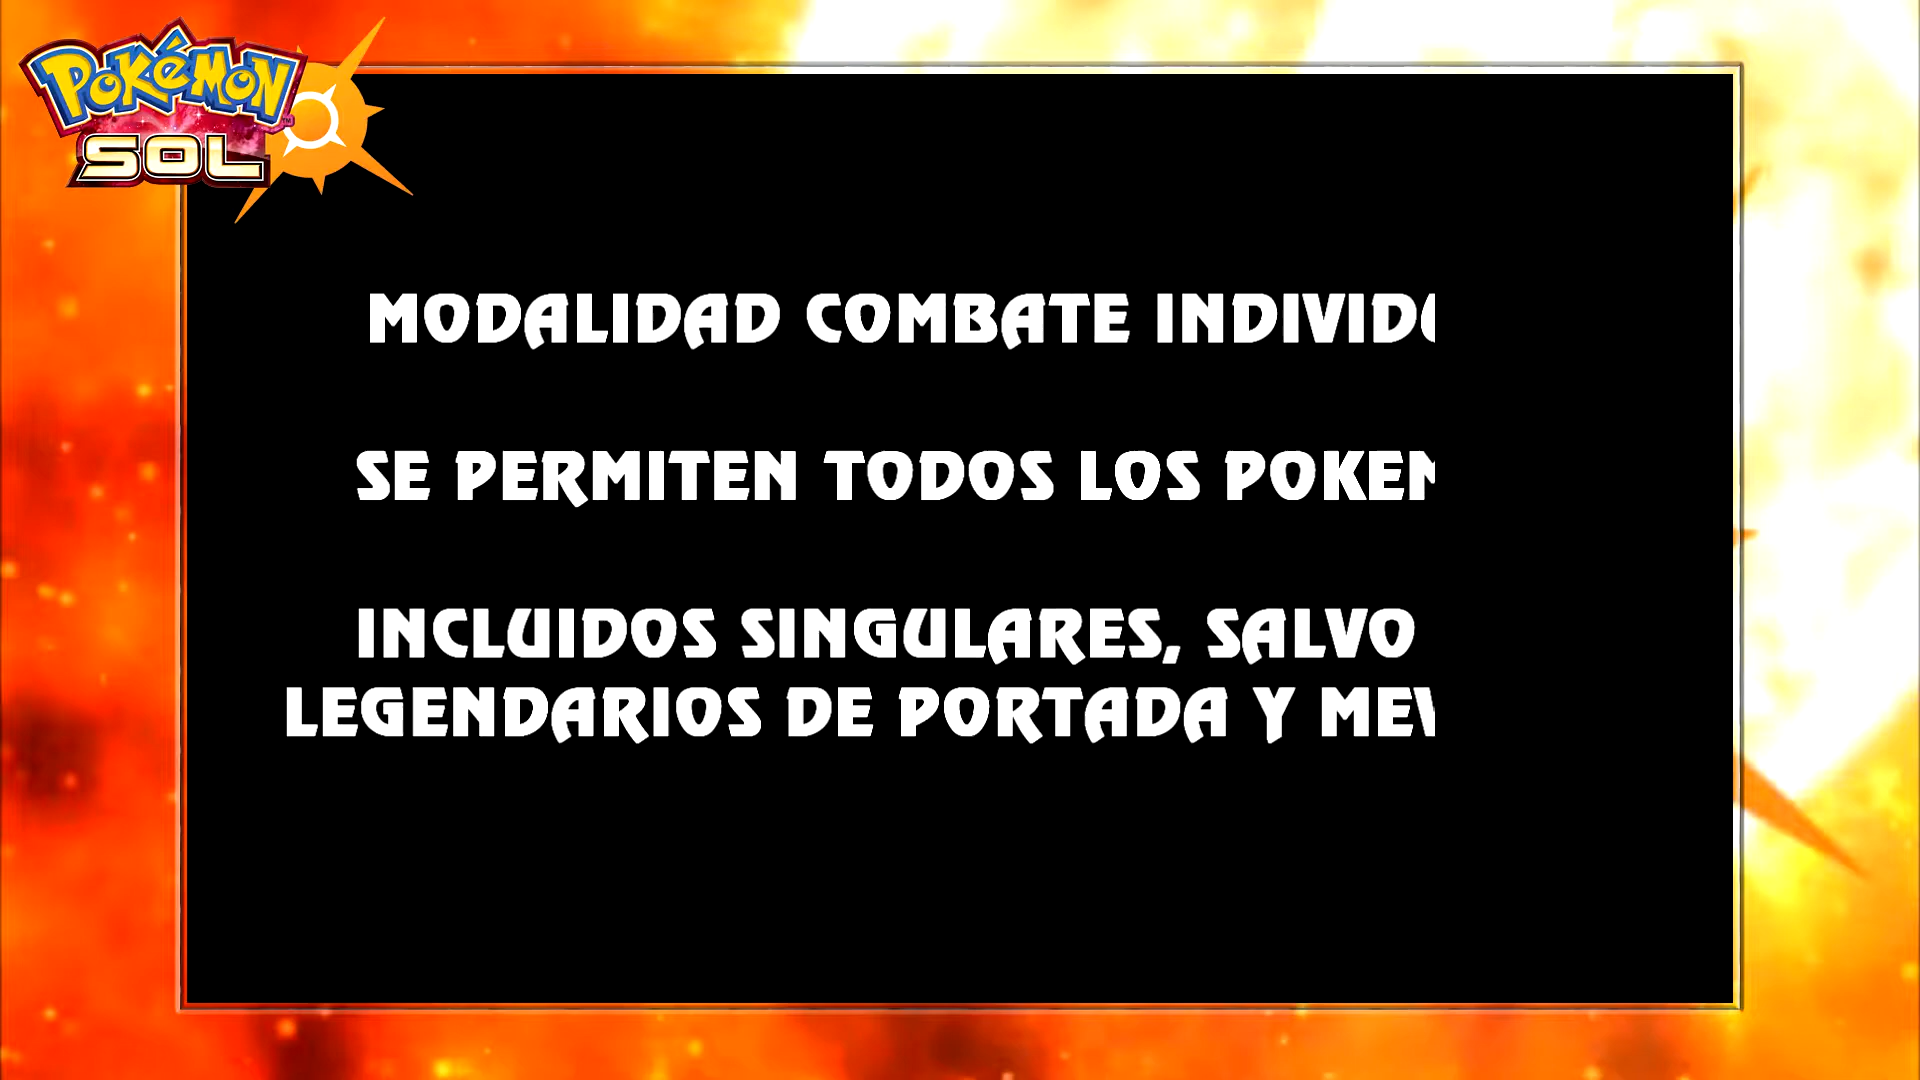 POKÉMON
SOL
MODALIDAD COMBATE
SE PERMITEN TODOS LOS
INCLUIDOS SINGULARES, SALVO
LEGENDARIOS DE PORTADA Y